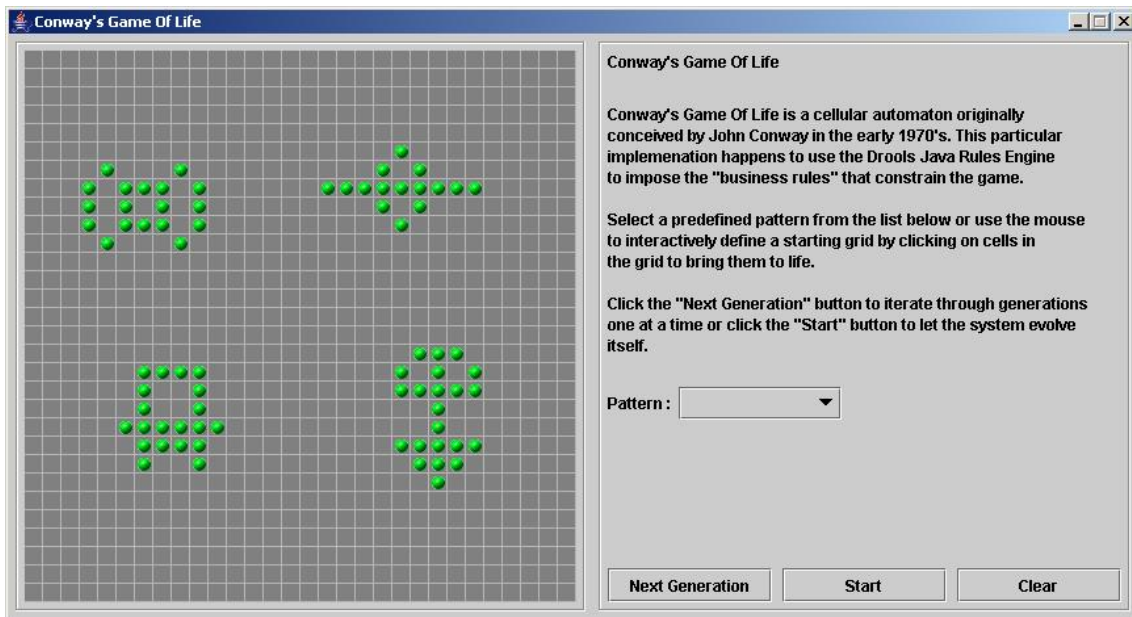 Conway's Game Of Life
Conway's Game Of Life
Conway's Game Of Life is a cellular automaton originally
conceived by John Conway in the early 1970's. This particular
implemenation happens to use the Drools Java Rules Engine
to impose the "business rules" that constrain the game.
Select a predefined pattern from the list below or use the mouse
to interactively define a starting grid by clicking on cells in
the grid to bring them to life.
Click the "Next Generation" button to iterate through generations
one at a time or click the "Start" button to let the system evolve
itself.
Pattern :
Next Generation
Start
Clear